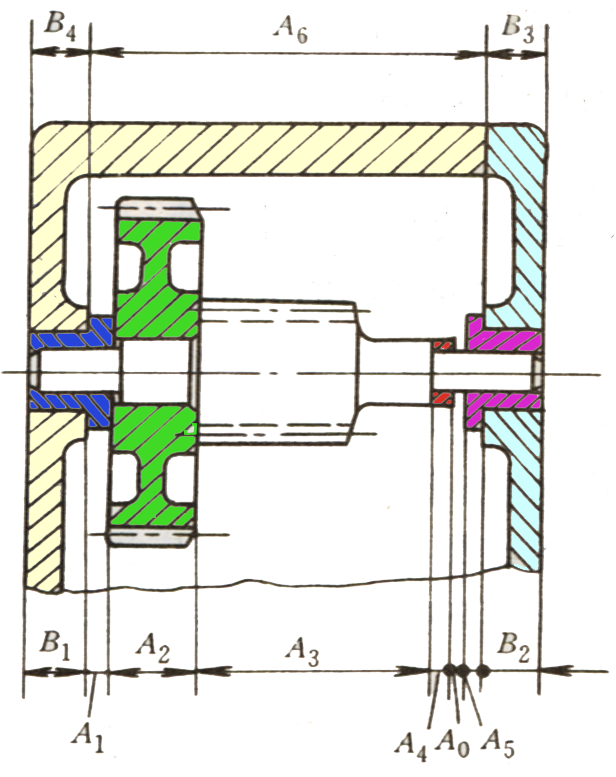 B₄ A₆ B₃
B₁ A₂ A₃ B₂
A₁ A₄ A₀ A₅